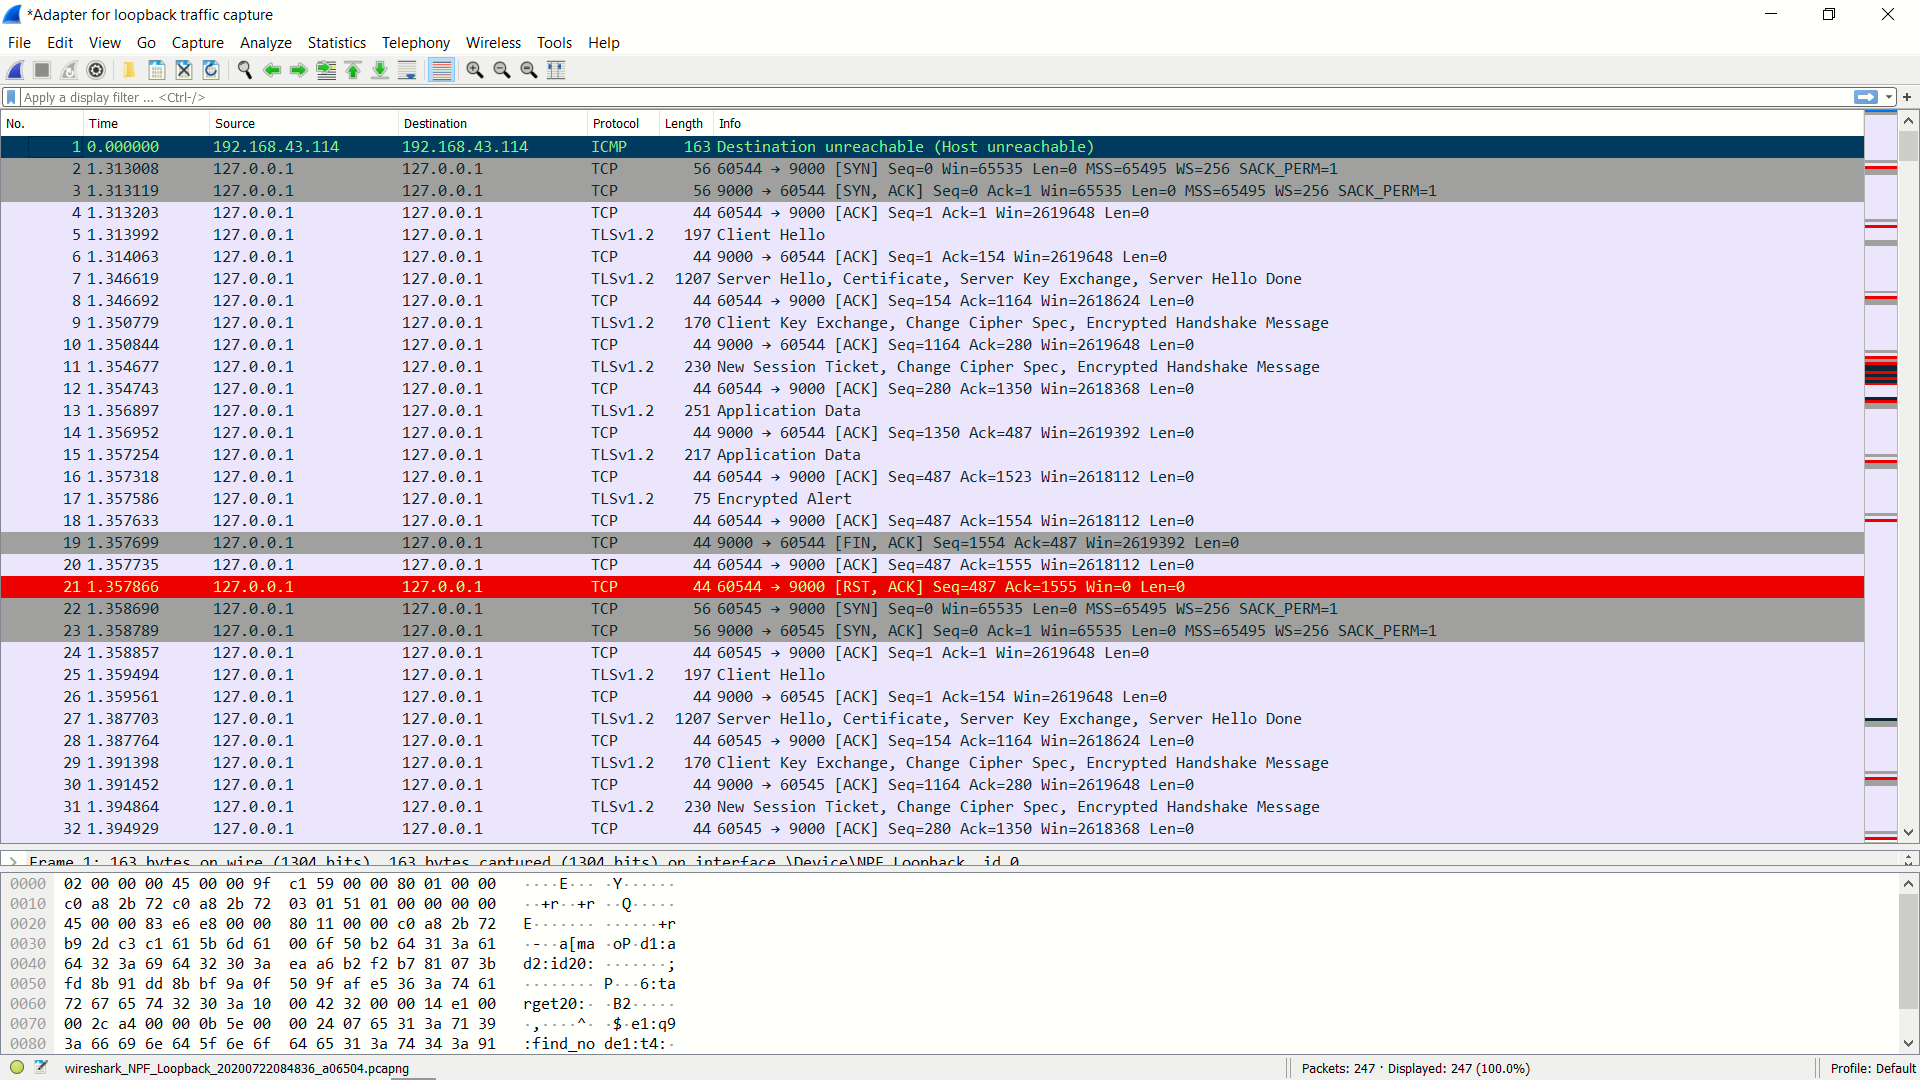 *Adapter for loopback traffic capture
File Edit View Go Capture Analyze Statistics Telephony Wireless Tools Help
Apply a display filter ... <Ctrl-/>
No. Time Source Destination Protocol Length Info
1 0.000000 192.168.43.114 192.168.43.114 ICMP 163 Destination unreachable (Host unreachable)
2 1.313008 127.0.0.1 127.0.0.1 TCP 56 60544 → 9000 [SYN] Seq=0 Win=65535 Len=0 MSS=65495 WS=256 SACK_PERM=1
3 1.313119 127.0.0.1 127.0.0.1 TCP 56 9000 → 60544 [SYN, ACK] Seq=0 Ack=1 Win=65535 Len=0 MSS=65495 WS=256 SACK_PERM=1
4 1.313203 127.0.0.1 127.0.0.1 TCP 44 60544 → 9000 [ACK] Seq=1 Ack=1 Win=2619648 Len=0
5 1.313992 127.0.0.1 127.0.0.1 TLSv1.2 197 Client Hello
6 1.314063 127.0.0.1 127.0.0.1 TCP 44 9000 → 60544 [ACK] Seq=1 Ack=154 Win=2619648 Len=0
7 1.346619 127.0.0.1 127.0.0.1 TLSv1.2 1207 Server Hello, Certificate, Server Key Exchange, Server Hello Done
8 1.346692 127.0.0.1 127.0.0.1 TCP 44 60544 → 9000 [ACK] Seq=154 Ack=1164 Win=2618624 Len=0
9 1.350779 127.0.0.1 127.0.0.1 TLSv1.2 170 Client Key Exchange, Change Cipher Spec, Encrypted Handshake Message
10 1.350844 127.0.0.1 127.0.0.1 TCP 44 9000 → 60544 [ACK] Seq=1164 Ack=280 Win=2619648 Len=0
11 1.354677 127.0.0.1 127.0.0.1 TLSv1.2 230 New Session Ticket, Change Cipher Spec, Encrypted Handshake Message
12 1.354743 127.0.0.1 127.0.0.1 TCP 44 60544 → 9000 [ACK] Seq=280 Ack=1350 Win=2618368 Len=0
13 1.356897 127.0.0.1 127.0.0.1 TLSv1.2 251 Application Data
14 1.356952 127.0.0.1 127.0.0.1 TCP 44 9000 → 60544 [ACK] Seq=1350 Ack=487 Win=2619392 Len=0
15 1.357254 127.0.0.1 127.0.0.1 TLSv1.2 217 Application Data
16 1.357318 127.0.0.1 127.0.0.1 TCP 44 60544 → 9000 [ACK] Seq=487 Ack=1523 Win=2618112 Len=0
17 1.357586 127.0.0.1 127.0.0.1 TLSv1.2 75 Encrypted Alert
18 1.357633 127.0.0.1 127.0.0.1 TCP 44 60544 → 9000 [ACK] Seq=487 Ack=1554 Win=2618112 Len=0
19 1.357699 127.0.0.1 127.0.0.1 TCP 44 9000 → 60544 [FIN, ACK] Seq=1554 Ack=487 Win=2619392 Len=0
20 1.357735 127.0.0.1 127.0.0.1 TCP 44 60544 → 9000 [ACK] Seq=487 Ack=1555 Win=2618112 Len=0
21 1.357866 127.0.0.1 127.0.0.1 TCP 44 60544 → 9000 [RST, ACK] Seq=487 Ack=1555 Win=0 Len=0
22 1.358690 127.0.0.1 127.0.0.1 TCP 56 60545 → 9000 [SYN] Seq=0 Win=65535 Len=0 MSS=65495 WS=256 SACK_PERM=1
23 1.358789 127.0.0.1 127.0.0.1 TCP 56 9000 → 60545 [SYN, ACK] Seq=0 Ack=1 Win=65535 Len=0 MSS=65495 WS=256 SACK_PERM=1
24 1.358857 127.0.0.1 127.0.0.1 TCP 44 60545 → 9000 [ACK] Seq=1 Ack=1 Win=2619648 Len=0
25 1.359494 127.0.0.1 127.0.0.1 TLSv1.2 197 Client Hello
26 1.359561 127.0.0.1 127.0.0.1 TCP 44 9000 → 60545 [ACK] Seq=1 Ack=154 Win=2619648 Len=0
27 1.387703 127.0.0.1 127.0.0.1 TLSv1.2 1207 Server Hello, Certificate, Server Key Exchange, Server Hello Done
28 1.387764 127.0.0.1 127.0.0.1 TCP 44 60545 → 9000 [ACK] Seq=154 Ack=1164 Win=2618624 Len=0
29 1.391398 127.0.0.1 127.0.0.1 TLSv1.2 170 Client Key Exchange, Change Cipher Spec, Encrypted Handshake Message
30 1.391452 127.0.0.1 127.0.0.1 TCP 44 9000 → 60545 [ACK] Seq=1164 Ack=280 Win=2619648 Len=0
31 1.394864 127.0.0.1 127.0.0.1 TLSv1.2 230 New Session Ticket, Change Cipher Spec, Encrypted Handshake Message
32 1.394929 127.0.0.1 127.0.0.1 TCP 44 60545 → 9000 [ACK] Seq=280 Ack=1350 Win=2618368 Len=0
Frame 1: 163 bytes on wire (1304 bits), 163 bytes captured (1304 bits) on interface \Device\NPF_Loopback, id 0
0000 02 00 00 00 45 00 00 9f c1 59 00 00 80 01 00 00 ····E··· ·Y······
0010 c0 a8 2b 72 c0 a8 2b 72 03 01 51 01 00 00 00 00 ··+r··+r ··Q·····
0020 45 00 00 83 e6 e8 00 00 80 11 00 00 c0 a8 2b 72 E······· ······+r
0030 b9 2d c3 c1 61 5b 6d 61 00 6f 50 b2 64 31 3a 61 ·-··a[ma ·oP·d1:a
0040 64 32 3a 69 64 32 30 3a ea a6 b2 f2 b7 81 07 3b d2:id20: ·······;
0050 fd 8b 91 dd 8b bf 9a 0f 50 9f af e5 36 3a 74 61 ········ P···6:ta
0060 72 67 65 74 32 30 3a 10 00 42 32 00 00 14 e1 00 rget20:· ·B2·····
0070 00 2c a4 00 00 0b 5e 00 00 24 07 65 31 3a 71 39 ·,····^· ·$·e1:q9
0080 3a 66 69 6e 64 5f 6e 6f 64 65 31 3a 74 34 3a 91 :find_no de1:t4:·
wireshark_NPF_Loopback_20200722084836_a06504.pcapng
Packets: 247 · Displayed: 247 (100.0%)
Profile: Default